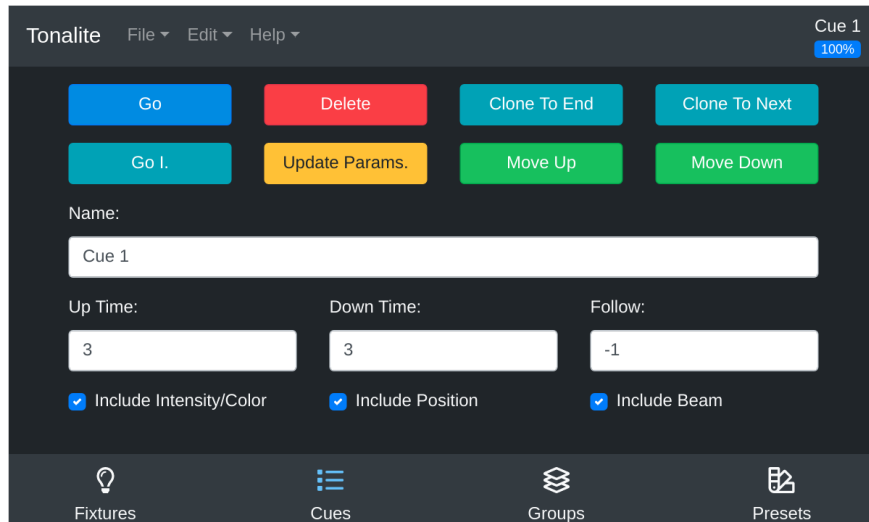 Tonalite File Edit Help Cue 1
100%
Go Delete Clone To End Clone To Next
Go I. Update Params. Move Up Move Down
Name:
Cue 1
Up Time: Down Time: Follow:
3 3 -1
Include Intensity/Color Include Position Include Beam
Fixtures Cues Groups Presets